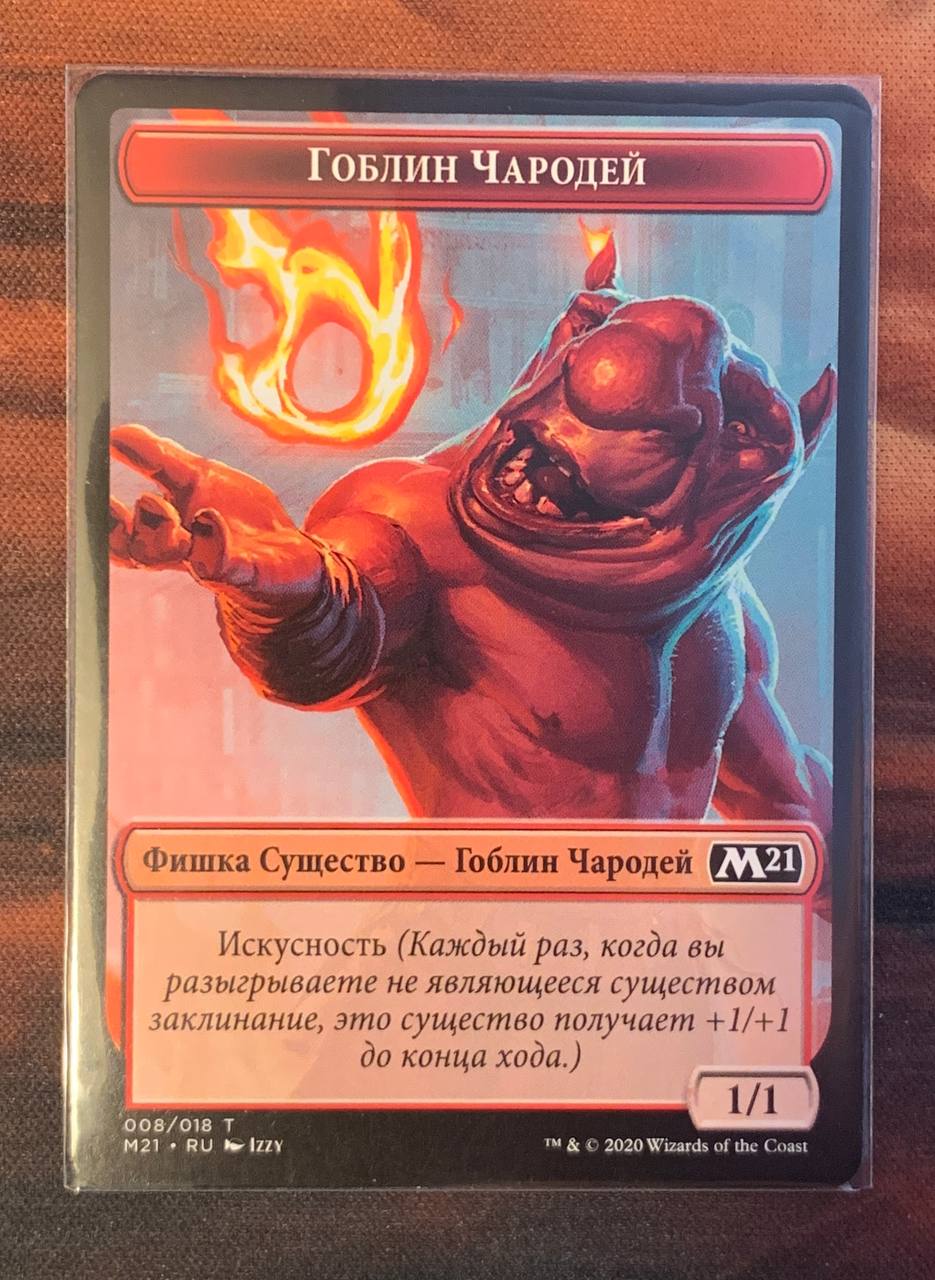 Гоблин Чародей
Фишка Существо — Гоблин Чародей M21
Искусность (Каждый раз, когда вы
разыгрываете не являющееся существом
заклинание, это существо получает +1/+1
до конца хода.)
1/1
008/018 T
M21 • RU Izzy
™ & © 2020 Wizards of the Coast